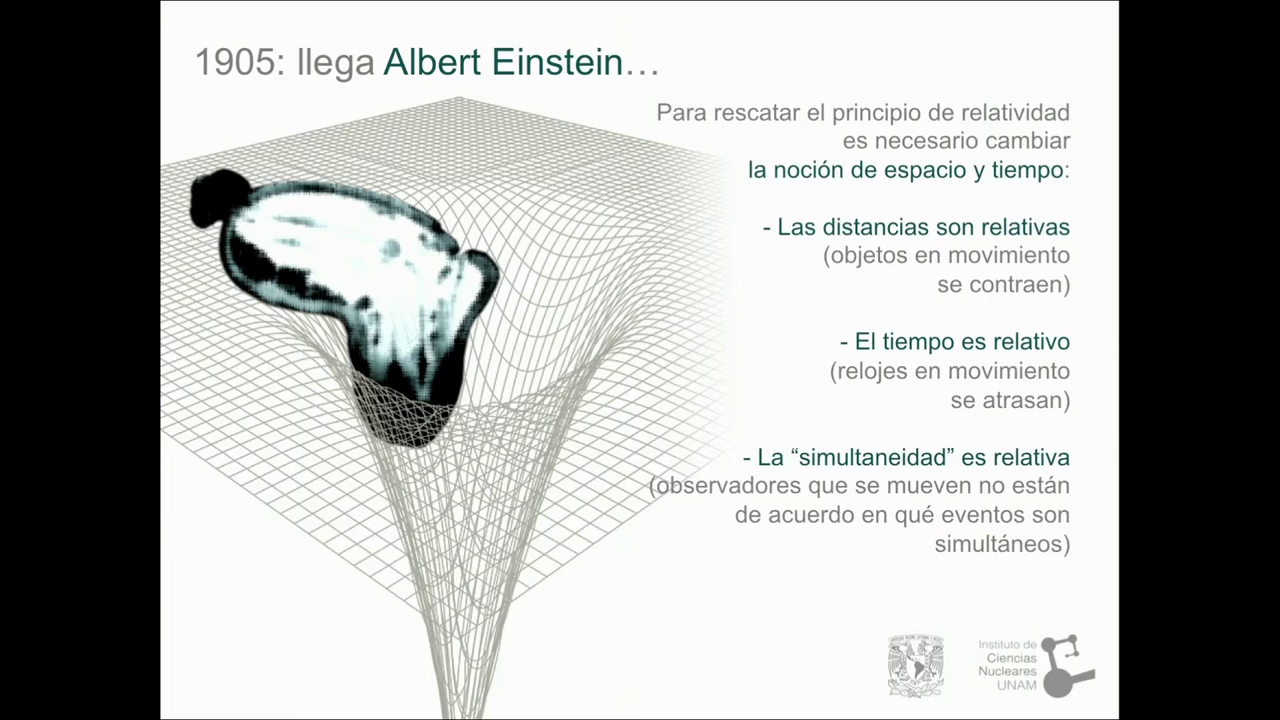 1905: llega Albert Einstein…
Para rescatar el principio de relatividad
es necesario cambiar
la noción de espacio y tiempo:
- Las distancias son relativas
(objetos en movimiento
se contraen)
- El tiempo es relativo
(relojes en movimiento
se atrasan)
- La “simultaneidad” es relativa
(observadores que se mueven no están
de acuerdo en qué eventos son
simultáneos)
Instituto de
Ciencias
Nucleares
UNAM